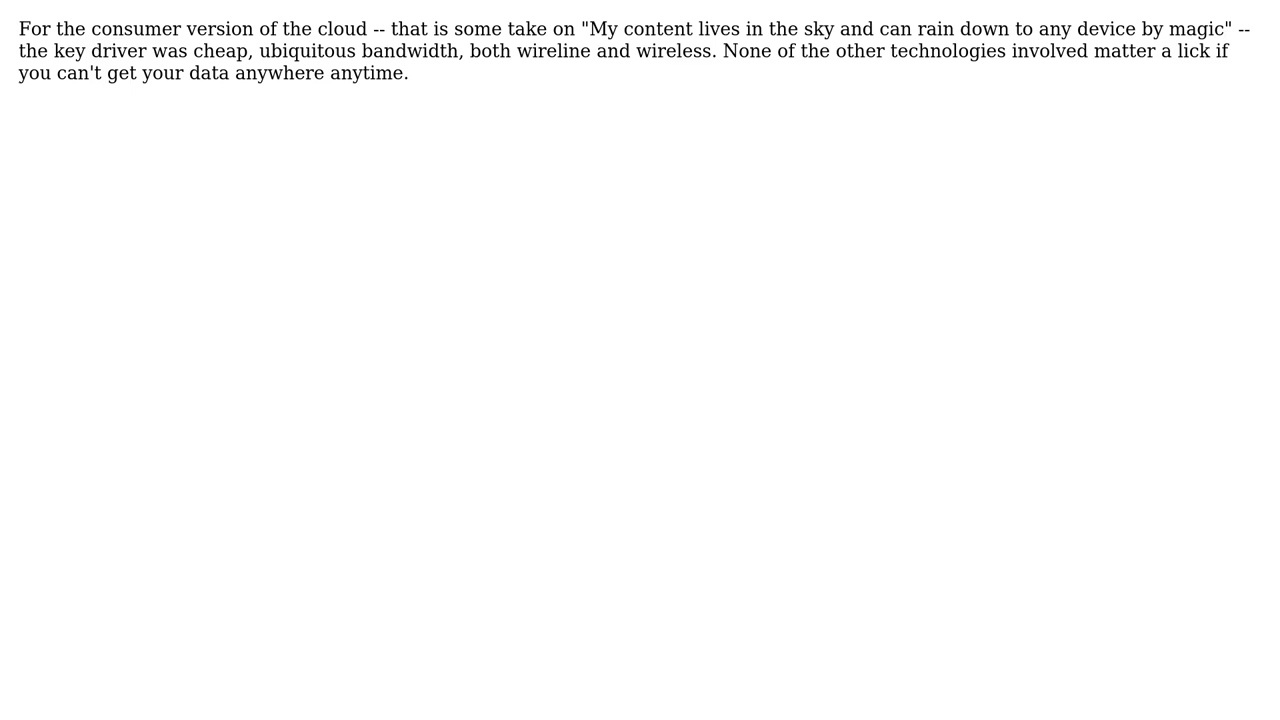 For the consumer version of the cloud -- that is some take on "My content lives in the sky and can rain down to any device by magic" --
the key driver was cheap, ubiquitous bandwidth, both wireline and wireless. None of the other technologies involved matter a lick if
you can't get your data anywhere anytime.